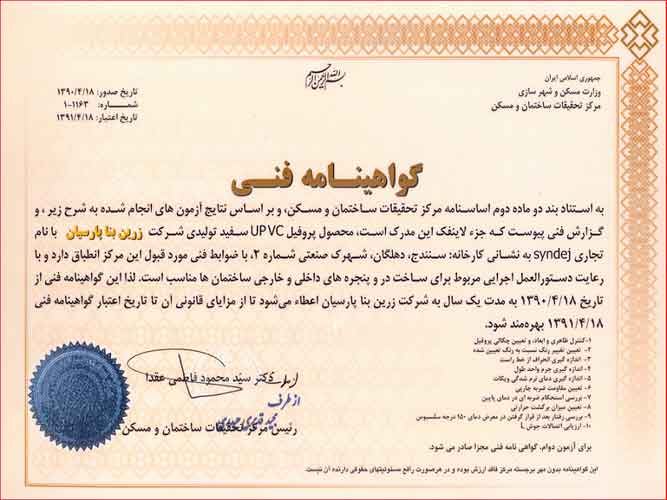 بسم الله الرحمن الرحیم
جمهوری اسلامی ایران
وزارت مسکن و شهر سازی
مرکز تحقیقات ساختمان و مسکن
تاریخ صدور: ۱۳۹۰/۴/۱۸
شماره: ۱-۱۱۶۳
تاریخ اعتبار: ۱۳۹۱/۴/۱۸
گواهینامه فنی
به استناد بند دو ماده دوم اساسنامه مرکز تحقیقات ساختمان و مسکن، و بر اساس نتایج آزمون های انجام شده به شرح زیر ، و
گزارش فنی پیوست که جزء لاینفک این مدرک است، محصول پروفیل UPVC سفید تولیدی شرکت زرین بنا پارسیان با نام
تجاری syndej به نشانی کارخانه: سنندج، دهلگان، شهرک صنعتی شماره ۲، با ضوابط فنی مورد قبول این مرکز انطباق دارد و با
رعایت دستورالعمل اجرایی مربوط برای ساخت در و پنجره های داخلی و خارجی ساختمان ها مناسب است. لذا این گواهینامه فنی از
تاریخ ۱۳۹۰/۴/۱۸ به مدت یک سال به شرکت زرین بنا پارسیان اعطاء می‌شود تا از مزایای قانونی آن تا تاریخ اعتبار گواهینامه فنی
۱۳۹۱/۴/۱۸ بهره‌مند شود.
۱-کنترل ظاهری و ابعاد، و تعیین چگالی پروفیل
۲- تعیین تغییر رنگ نسبت به رنگ تعیین شده
۳- اندازه گیری انحراف از خط راست
۴- اندازه گیری جرم واحد طول
۵- اندازه گیری دمای نرم شدگی ویکات
۶- تعیین مقاومت ضربه چارپی
۷- بررسی استحکام ضربه ای در دمای پایین
۸- تعیین میزان برگشت حرارتی
۹- بررسی رفتار بعد از قرار گرفتن در معرض دمای ۱۵۰ درجه سلسیوس
۱۰- ارزیابی اتصالات جوش L
برای آزمون دوام، گواهی نامه فنی مجزا صادر می شود.
دکتر سیّد محمود فاطمی عقدا
از طرف
رئیس مرکز تحقیقات ساختمان و مسکن
این گواهینامه بدون مهر برجسته مرکز فاقد ارزش بوده و در هرصورت رافع مسئولیتهای حقوقی دارنده آن نیست.